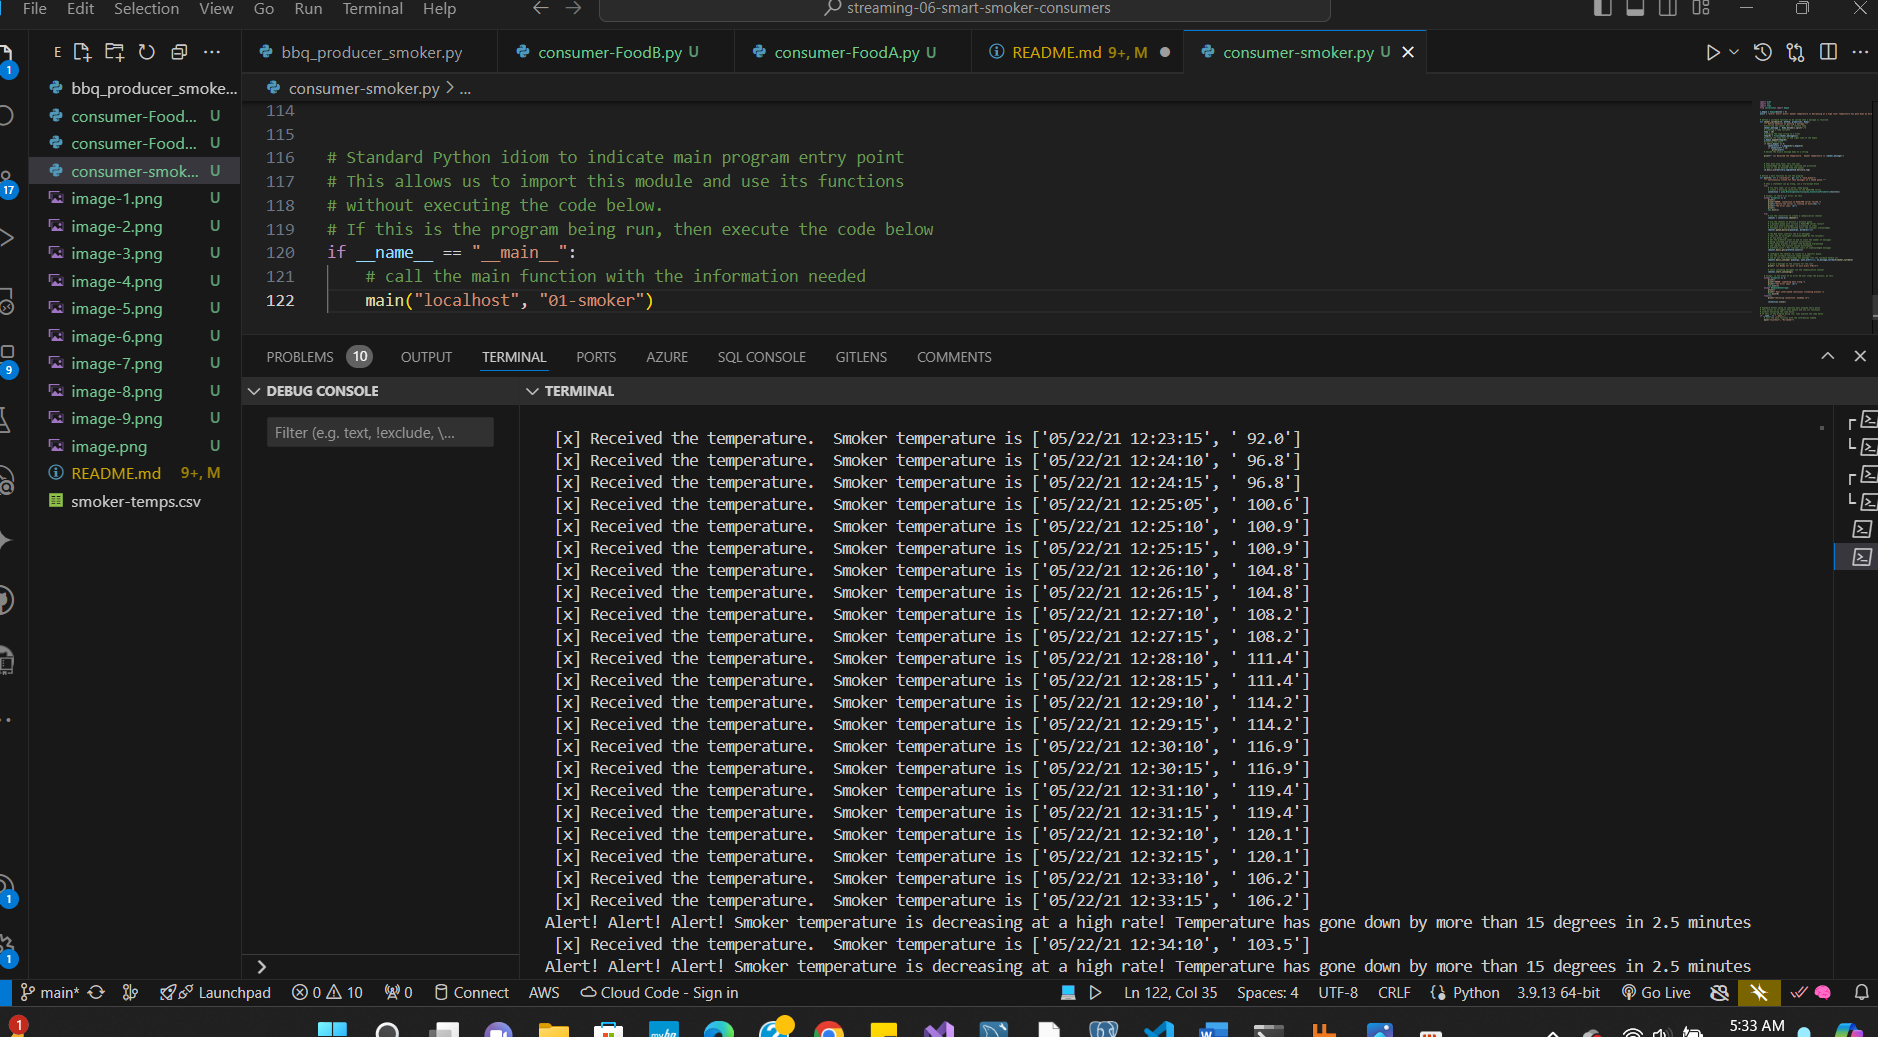 File Edit Selection View Go Run Terminal Help
streaming-06-smart-smoker-consumers
E
bbq_producer_smoker.py
consumer-FoodB.py U
consumer-FoodA.py U
README.md 9+, M
consumer-smoker.py U
consumer-smoker.py > ...
bbq_producer_smoke...
consumer-Food... U
consumer-Food... U
consumer-smok... U
image-1.png U
image-2.png U
image-3.png U
image-4.png U
image-5.png U
image-6.png U
image-7.png U
image-8.png U
image-9.png U
image.png U
README.md 9+, M
smoker-temps.csv
1
17
9
1
1
114
115
116 # Standard Python idiom to indicate main program entry point
117 # This allows us to import this module and use its functions
118 # without executing the code below.
119 # If this is the program being run, then execute the code below
120 if __name__ == "__main__":
121 # call the main function with the information needed
122 main("localhost", "01-smoker")
PROBLEMS 10 OUTPUT TERMINAL PORTS AZURE SQL CONSOLE GITLENS COMMENTS
DEBUG CONSOLE
Filter (e.g. text, !exclude, \...
TERMINAL
[x] Received the temperature.  Smoker temperature is ['05/22/21 12:23:15', ' 92.0']
[x] Received the temperature.  Smoker temperature is ['05/22/21 12:24:10', ' 96.8']
[x] Received the temperature.  Smoker temperature is ['05/22/21 12:24:15', ' 96.8']
[x] Received the temperature.  Smoker temperature is ['05/22/21 12:25:05', ' 100.6']
[x] Received the temperature.  Smoker temperature is ['05/22/21 12:25:10', ' 100.9']
[x] Received the temperature.  Smoker temperature is ['05/22/21 12:25:15', ' 100.9']
[x] Received the temperature.  Smoker temperature is ['05/22/21 12:26:10', ' 104.8']
[x] Received the temperature.  Smoker temperature is ['05/22/21 12:26:15', ' 104.8']
[x] Received the temperature.  Smoker temperature is ['05/22/21 12:27:10', ' 108.2']
[x] Received the temperature.  Smoker temperature is ['05/22/21 12:27:15', ' 108.2']
[x] Received the temperature.  Smoker temperature is ['05/22/21 12:28:10', ' 111.4']
[x] Received the temperature.  Smoker temperature is ['05/22/21 12:28:15', ' 111.4']
[x] Received the temperature.  Smoker temperature is ['05/22/21 12:29:10', ' 114.2']
[x] Received the temperature.  Smoker temperature is ['05/22/21 12:29:15', ' 114.2']
[x] Received the temperature.  Smoker temperature is ['05/22/21 12:30:10', ' 116.9']
[x] Received the temperature.  Smoker temperature is ['05/22/21 12:30:15', ' 116.9']
[x] Received the temperature.  Smoker temperature is ['05/22/21 12:31:10', ' 119.4']
[x] Received the temperature.  Smoker temperature is ['05/22/21 12:31:15', ' 119.4']
[x] Received the temperature.  Smoker temperature is ['05/22/21 12:32:10', ' 120.1']
[x] Received the temperature.  Smoker temperature is ['05/22/21 12:32:15', ' 120.1']
[x] Received the temperature.  Smoker temperature is ['05/22/21 12:33:10', ' 106.2']
[x] Received the temperature.  Smoker temperature is ['05/22/21 12:33:15', ' 106.2']
Alert! Alert! Alert! Smoker temperature is decreasing at a high rate! Temperature has gone down by more than 15 degrees in 2.5 minutes
[x] Received the temperature.  Smoker temperature is ['05/22/21 12:34:10', ' 103.5']
Alert! Alert! Alert! Smoker temperature is decreasing at a high rate! Temperature has gone down by more than 15 degrees in 2.5 minutes
main* Launchpad 0 10 0 Connect AWS Cloud Code - Sign in Ln 122, Col 35 Spaces: 4 UTF-8 CRLF Python 3.9.13 64-bit Go Live
1
myhp
5:33 AM